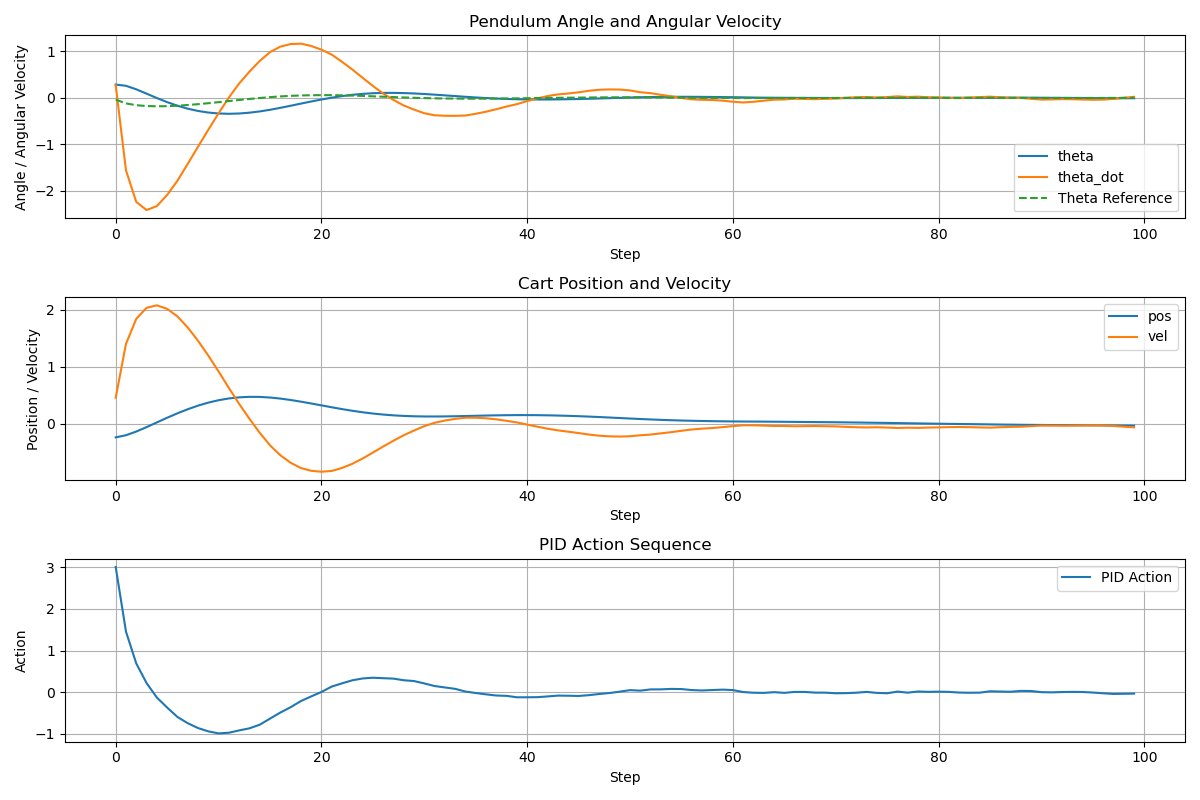 Pendulum Angle and Angular Velocity
Angle / Angular Velocity
1
0
−1
−2
theta
theta_dot
Theta Reference
0 20 40 60 80 100
Step
Cart Position and Velocity
Position / Velocity
2
1
0
pos
vel
0 20 40 60 80 100
Step
PID Action Sequence
Action
3
2
1
0
−1
PID Action
0 20 40 60 80 100
Step